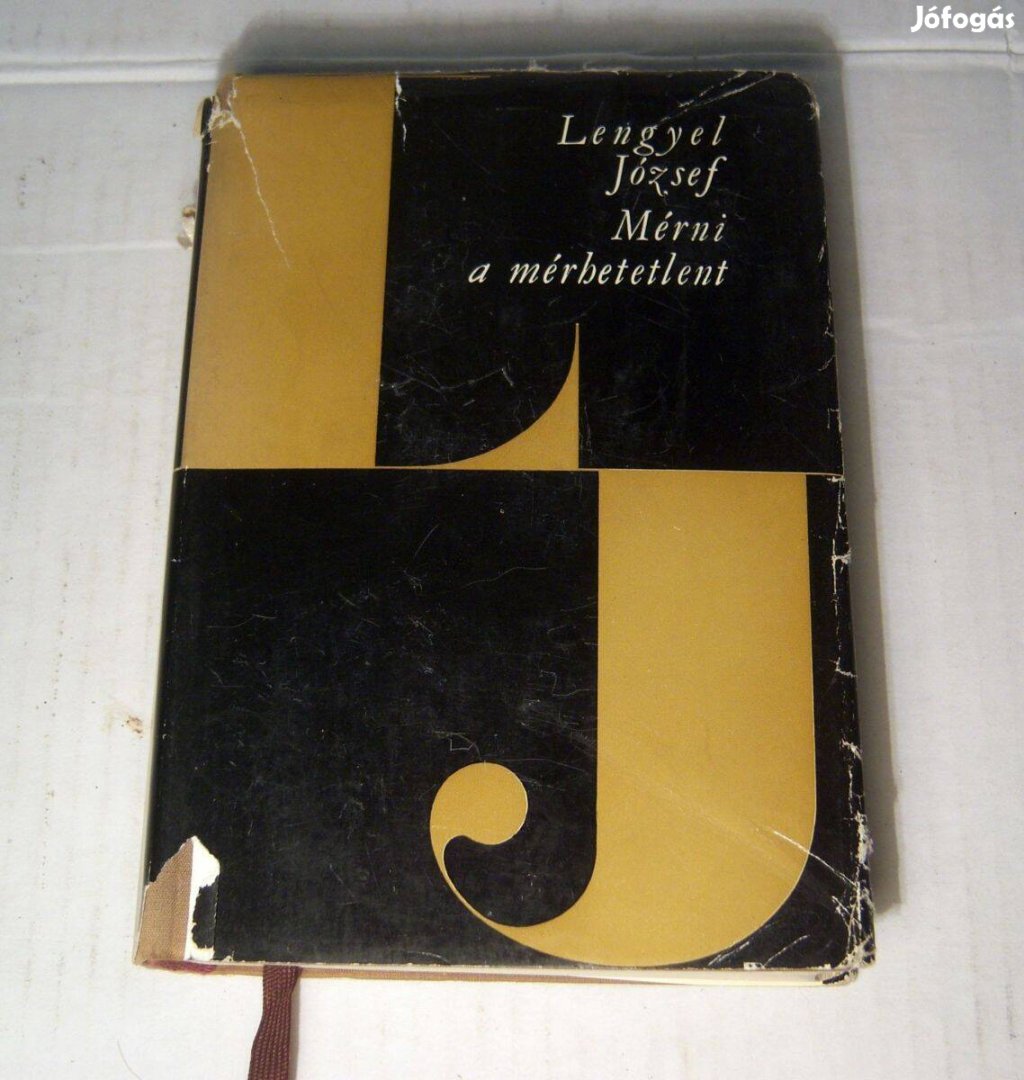 Jófogás
Lengyel
József
Mérni
a mérhetetlent
L
J